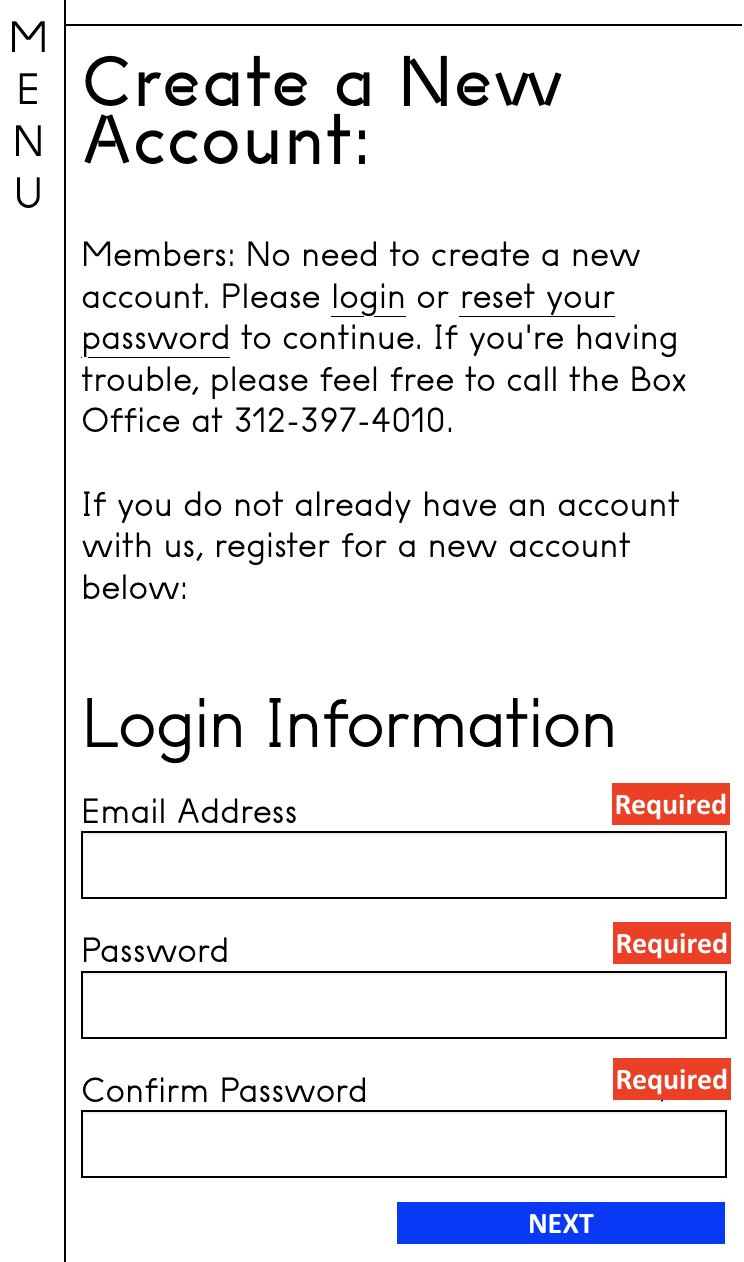 MENU
Create a New
Account:
Members: No need to create a new
account. Please login or reset your
password to continue. If you're having
trouble, please feel free to call the Box
Office at 312-397-4010.
If you do not already have an account
with us, register for a new account
below:
Login Information
Email Address Required
Password Required
Confirm Password Required
NEXT